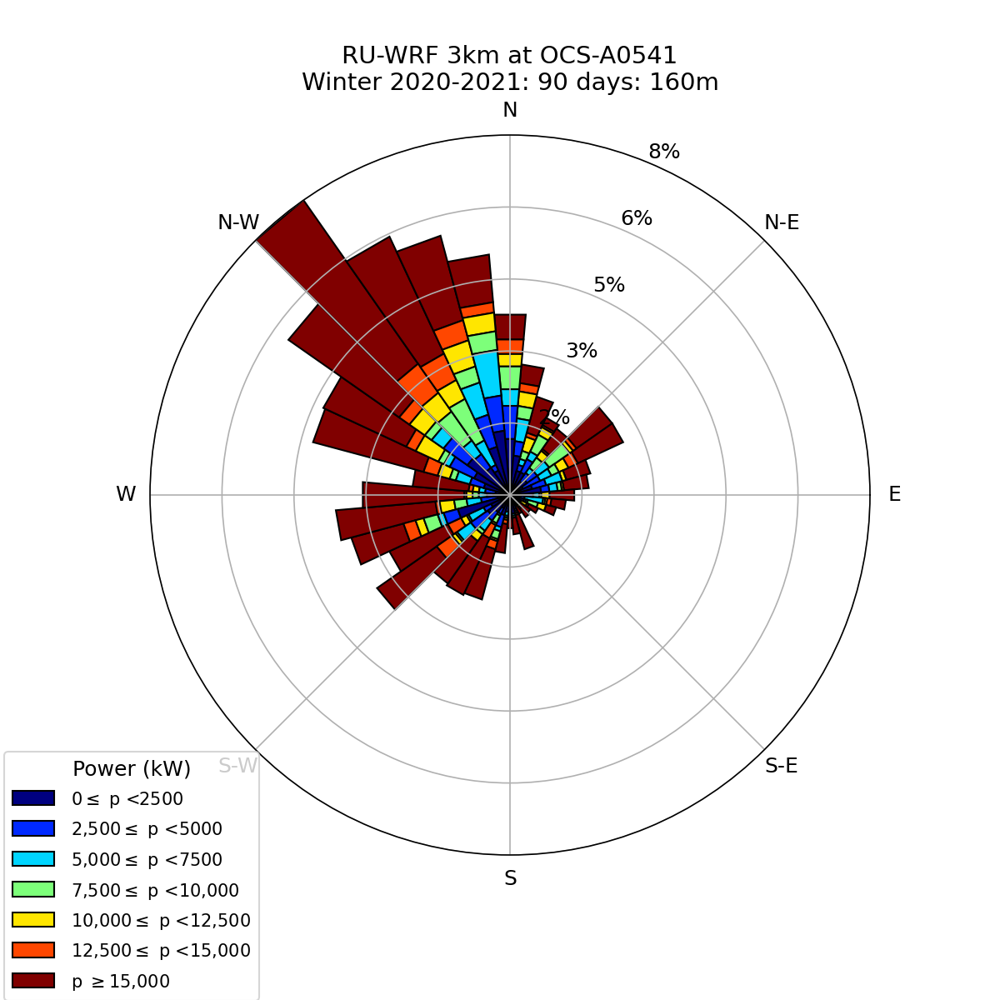 RU-WRF 3km at OCS-A0541
Winter 2020-2021: 90 days: 160m
N
8%
N-W
6%
N-E
5%
3%
2%
W
E
S-W
S-E
S
Power (kW)
0≤ p <2500
2,500≤ p <5000
5,000≤ p <7500
7,500≤ p <10,000
10,000≤ p <12,500
12,500≤ p <15,000
p ≥15,000